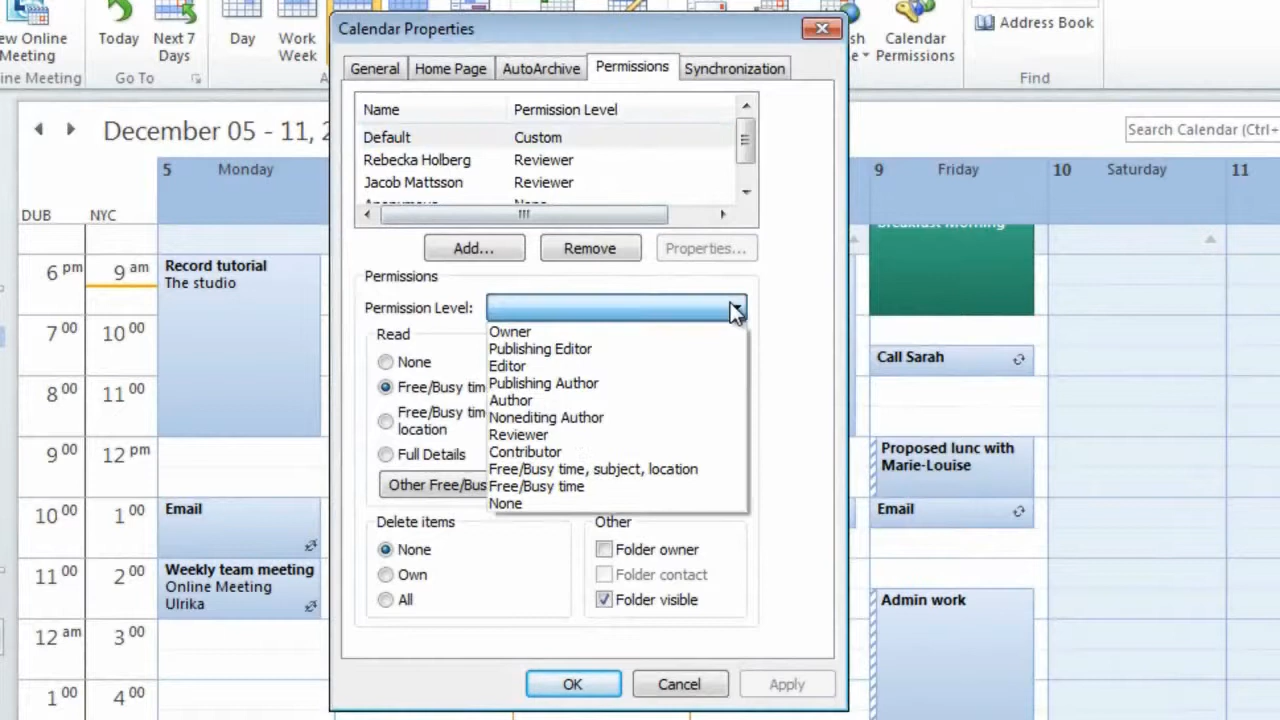 Calendar Properties
ew Online
Meeting
Today
Next 7
Days
Day
Work
Week
Calendar
Permissions
Address Book
ine Meeting
Go To
Find
General
Home Page
AutoArchive
Permissions
Synchronization
Name
Permission Level
Default
Custom
Rebecka Holberg
Reviewer
Jacob Mattsson
Reviewer
Anonymous
None
Add...
Remove
Properties...
Permissions
Permission Level:
Owner
Publishing Editor
Editor
Publishing Author
Author
Nonediting Author
Reviewer
Contributor
Free/Busy time, subject, location
Free/Busy time
None
Read
None
Free/Busy tim
Free/Busy tim
location
Full Details
Other Free/Bus
Delete items
None
Own
All
Other
Folder owner
Folder contact
Folder visible
OK
Cancel
Apply
December 05 - 11, 2
Search Calendar (Ctrl+
5 Monday
9 Friday
10 Saturday
11
DUB
NYC
6 pm
9 am
7 00
10 00
8 00
11 00
9 00
12 pm
10 00
1 00
11 00
2 00
12 am
3 00
1
4 00
Record tutorial
The studio
Email
Weekly team meeting
Online Meeting
Ulrika
Breakfast Morning
Call Sarah
Proposed lunc with
Marie-Louise
Email
Admin work